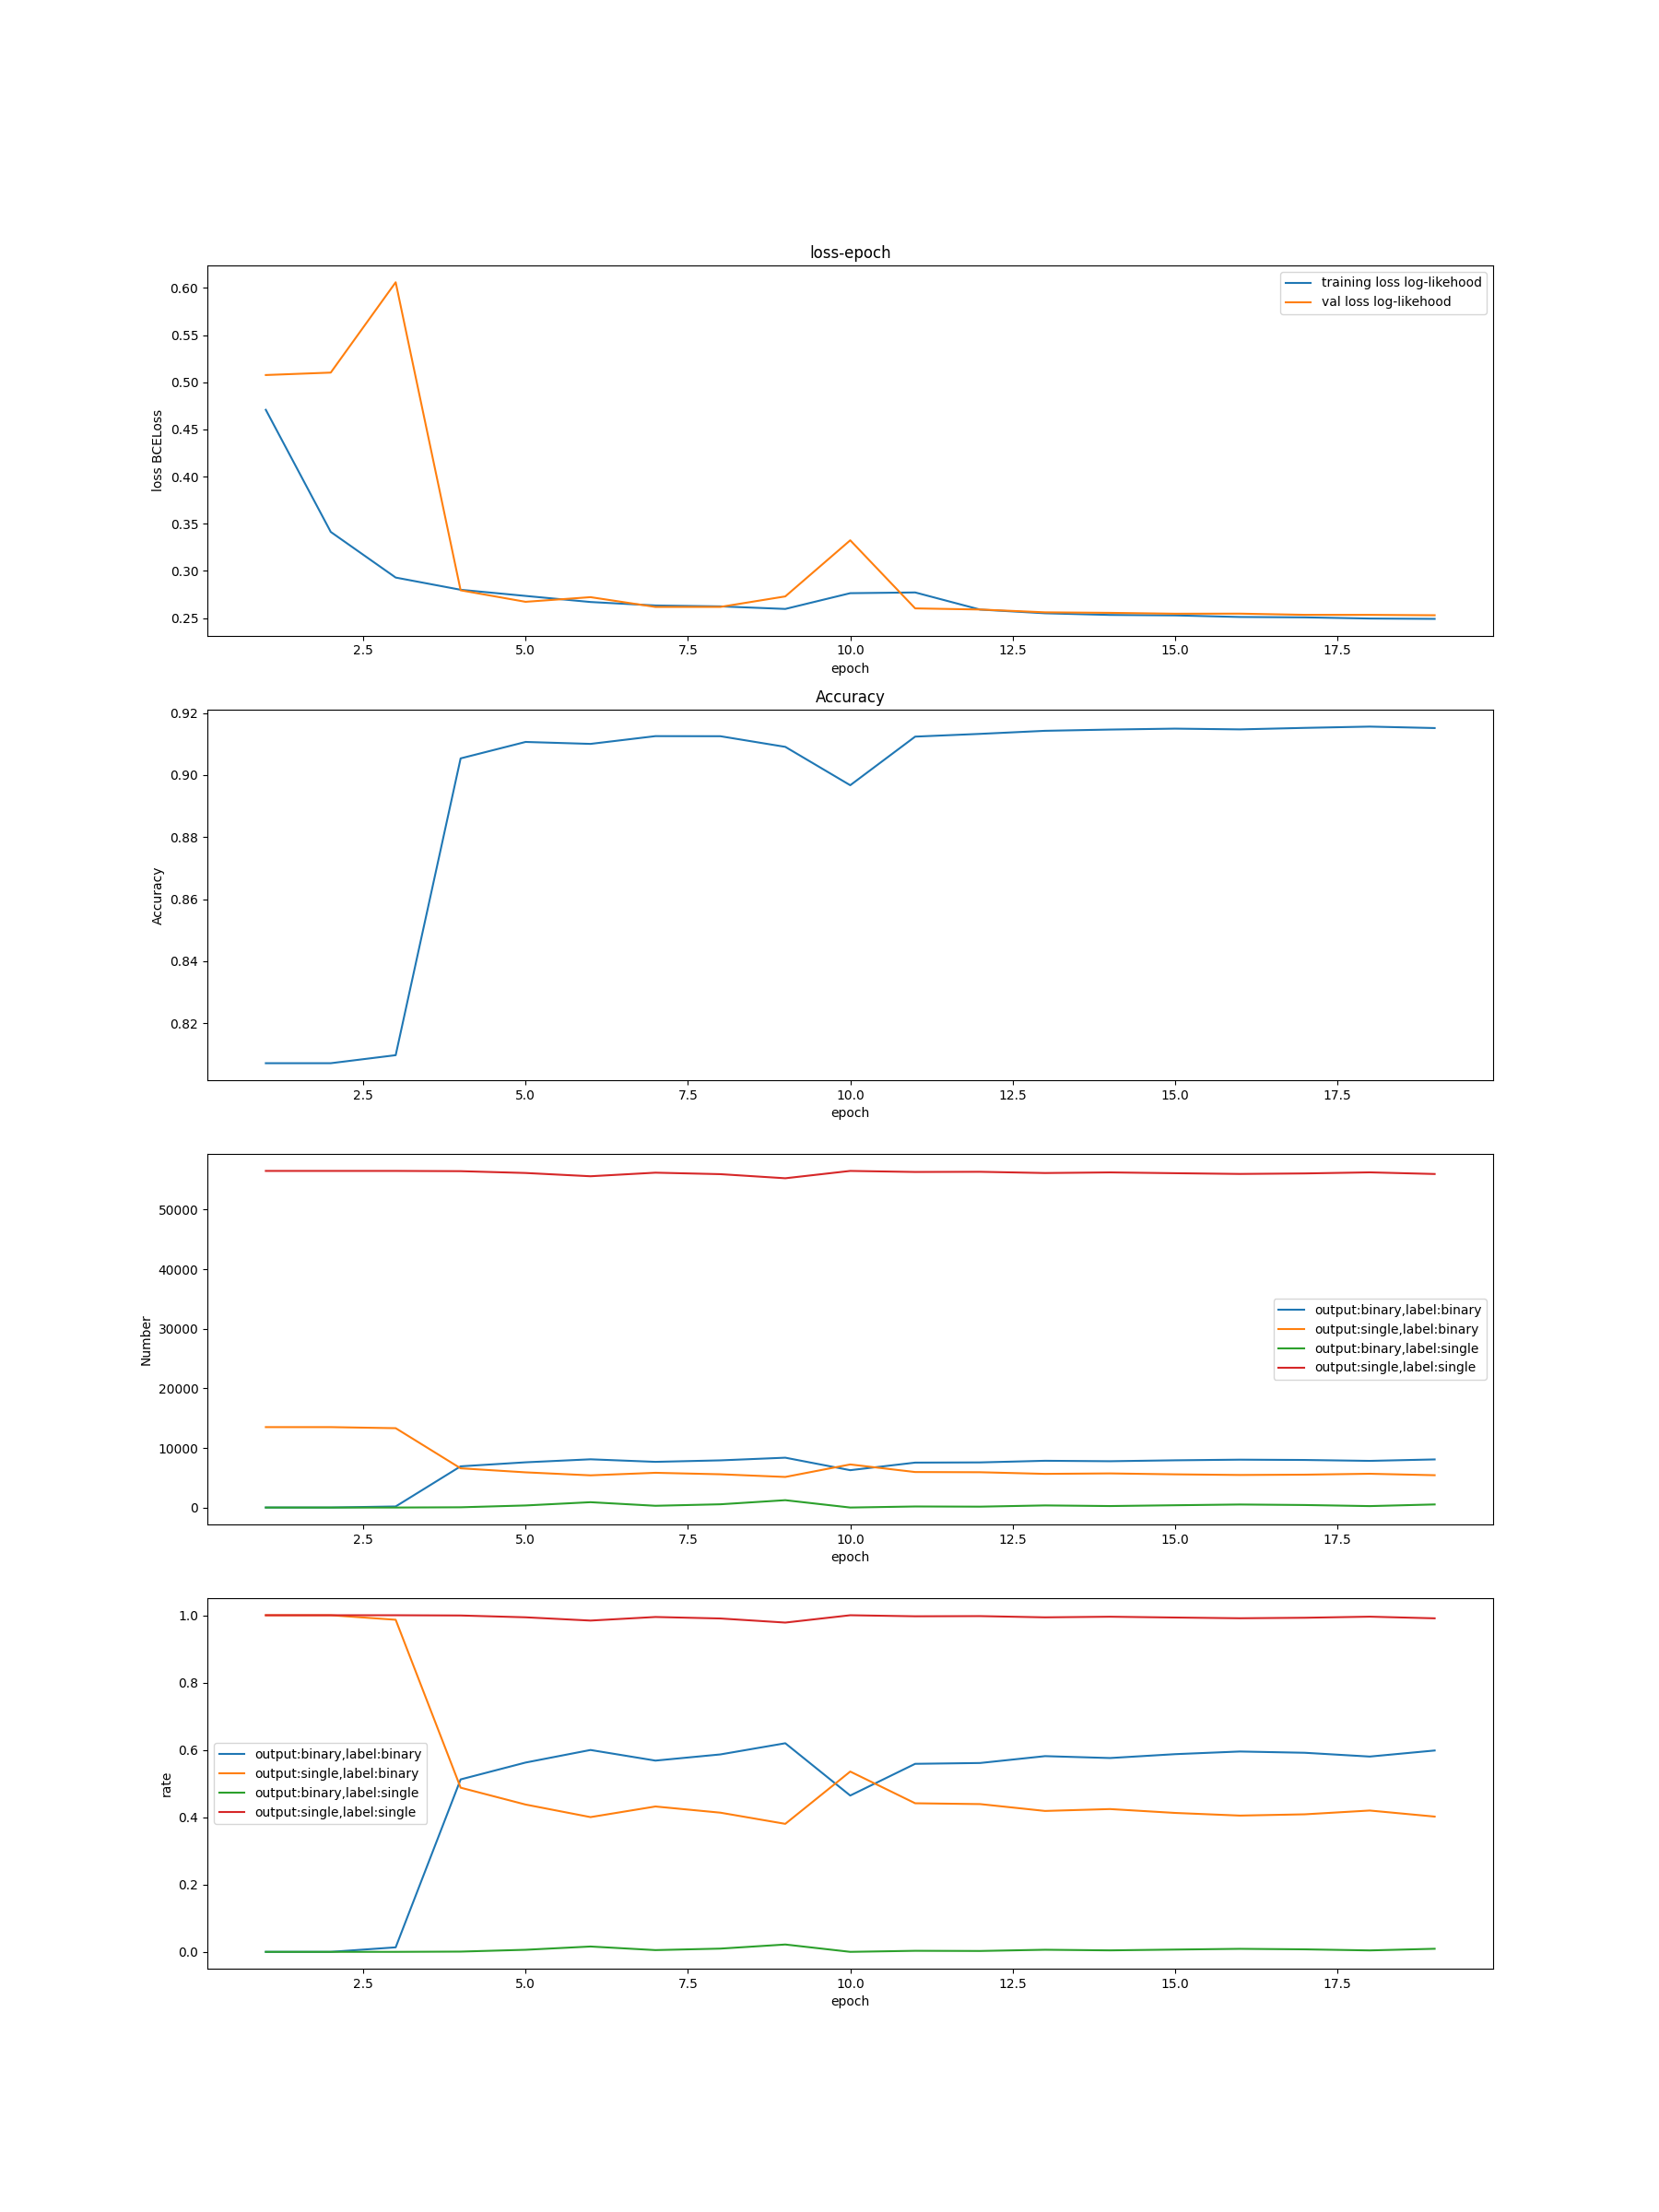 loss-epoch
0.60
0.55
0.50
0.45
0.40
0.35
0.30
0.25
loss BCELoss
training loss log-likehood
val loss log-likehood
2.5 5.0 7.5 10.0 12.5 15.0 17.5
epoch
Accuracy
0.92
0.90
0.88
0.86
0.84
0.82
Accuracy
2.5 5.0 7.5 10.0 12.5 15.0 17.5
epoch
50000
40000
30000
20000
10000
0
Number
output:binary,label:binary
output:single,label:binary
output:binary,label:single
output:single,label:single
2.5 5.0 7.5 10.0 12.5 15.0 17.5
epoch
1.0
0.8
0.6
0.4
0.2
0.0
rate
output:binary,label:binary
output:single,label:binary
output:binary,label:single
output:single,label:single
2.5 5.0 7.5 10.0 12.5 15.0 17.5
epoch